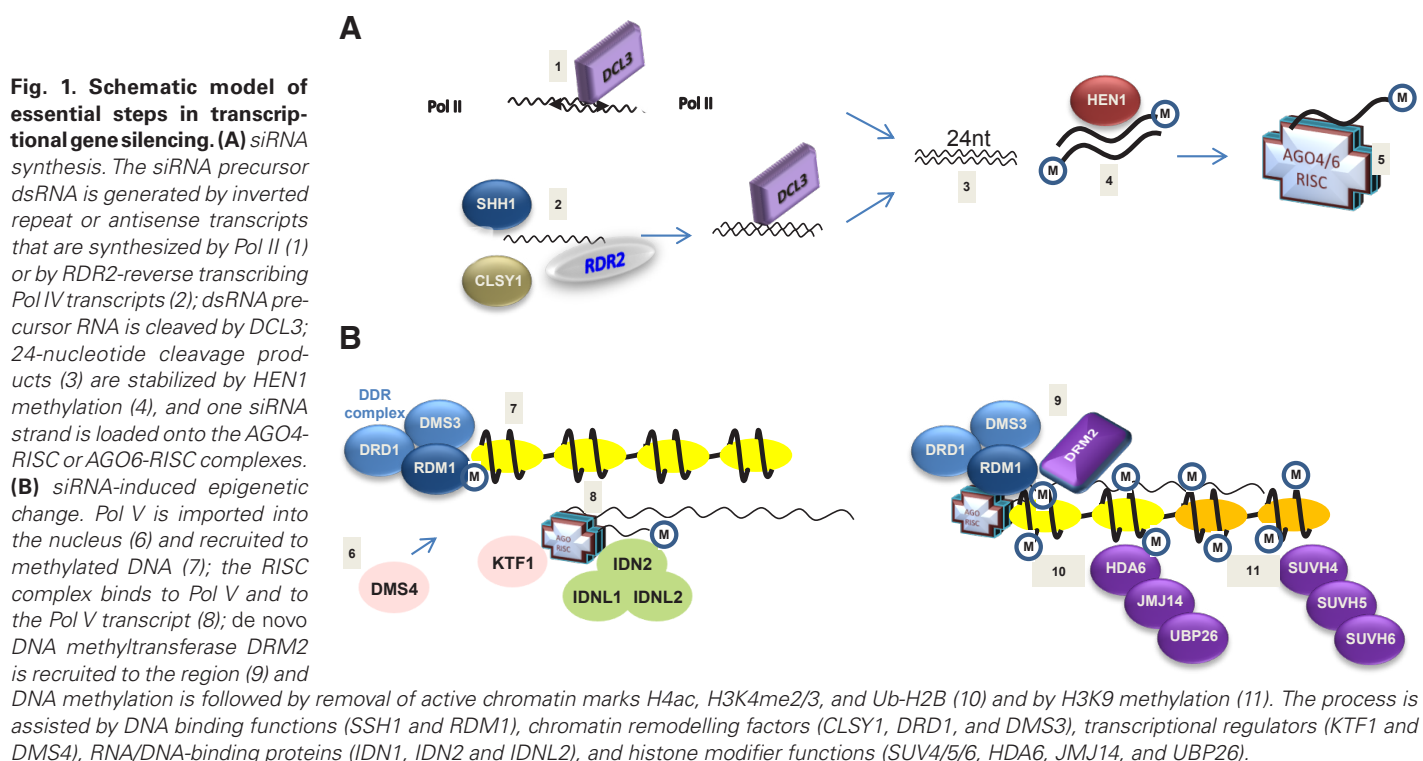 Fig. 1. Schematic model of
essential steps in transcrip-
tional gene silencing. (A) siRNA
synthesis. The siRNA precursor
dsRNA is generated by inverted
repeat or antisense transcripts
that are synthesized by Pol II (1)
or by RDR2-reverse transcribing
Pol IV transcripts (2); dsRNA pre-
cursor RNA is cleaved by DCL3;
24-nucleotide cleavage prod-
ucts (3) are stabilized by HEN1
methylation (4), and one siRNA
strand is loaded onto the AGO4-
RISC or AGO6-RISC complexes.
(B) siRNA-induced epigenetic
change. Pol V is imported into
the nucleus (6) and recruited to
methylated DNA (7); the RISC
complex binds to Pol V and to
the Pol V transcript (8); de novo
DNA methyltransferase DRM2
is recruited to the region (9) and
DNA methylation is followed by removal of active chromatin marks H4ac, H3K4me2/3, and Ub-H2B (10) and by H3K9 methylation (11). The process is
assisted by DNA binding functions (SSH1 and RDM1), chromatin remodelling factors (CLSY1, DRD1, and DMS3), transcriptional regulators (KTF1 and
DMS4), RNA/DNA-binding proteins (IDN1, IDN2 and IDNL2), and histone modifier functions (SUV4/5/6, HDA6, JMJ14, and UBP26).
A
1
DCL3
Pol II
Pol II
SHH1
2
CLSY1
RDR2
DCL3
24nt
3
HEN1
M
M
4
M
AGO4/6
RISC
5
B
DDR
complex
DMS3
DRD1
RDM1
M
7
6
DMS4
KTF1
8
AGO
RISC
M
IDN2
IDNL1
IDNL2
9
DMS3
DRD1
RDM1
DRM2
AGO
RISC
M
M
M
M
M
M
M
M
10
HDA6
JMJ14
UBP26
11
SUVH4
SUVH5
SUVH6